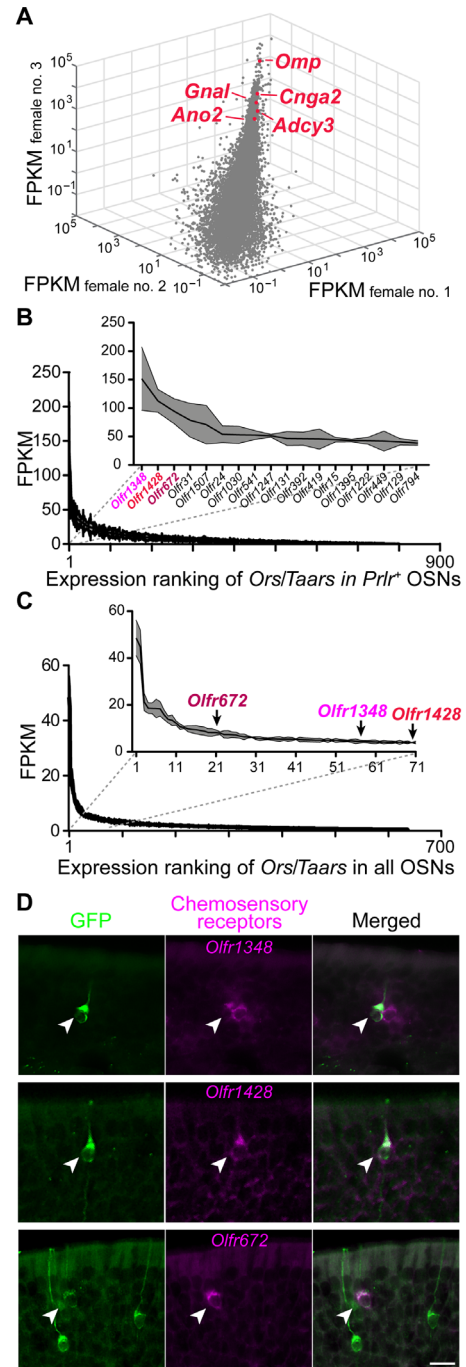 A
FPKM female no. 3
10^5
10^3
10^1
10^-1
Omp
Gnal
Cnga2
Ano2
Adcy3
10^5
10^3
10^1
10^-1
10^-1
10^1
10^3
10^5
FPKM female no. 2
FPKM female no. 1
B
FPKM
250
200
150
100
50
0
250
200
150
100
50
0
Olfr1348
Olfr1428
Olfr672
Olfr31
Olfr1507
Olfr24
Olfr1030
Olfr541
Olfr1247
Olfr131
Olfr392
Olfr419
Olfr15
Olfr1395
Olfr1222
Olfr449
Olfr129
Olfr794
1
900
Expression ranking of Ors/Taars in Prlr+ OSNs
C
FPKM
60
40
20
0
60
40
20
0
Olfr672
Olfr1348
Olfr1428
1
11
21
31
41
51
61
71
1
700
Expression ranking of Ors/Taars in all OSNs
D
GFP
Chemosensory
receptors
Merged
Olfr1348
Olfr1428
Olfr672